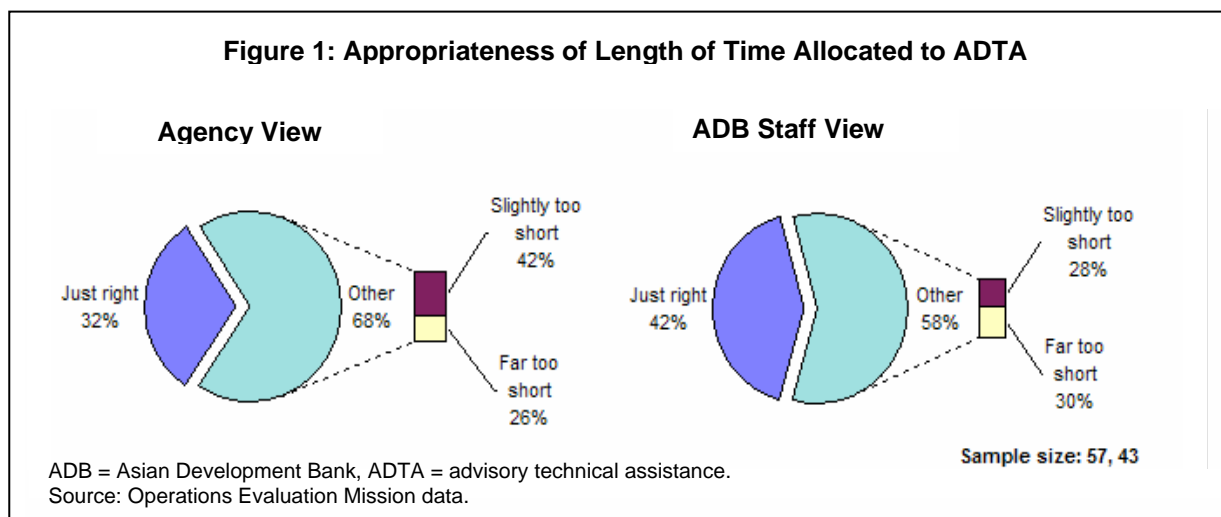 Figure 1: Appropriateness of Length of Time Allocated to ADTA
Agency View
Just right
32%
Other
68%
Slightly too
short
42%
Far too
short
26%
ADB Staff View
Just right
42%
Other
58%
Slightly too
short
28%
Far too
short
30%
Sample size: 57, 43
ADB = Asian Development Bank, ADTA = advisory technical assistance.
Source: Operations Evaluation Mission data.